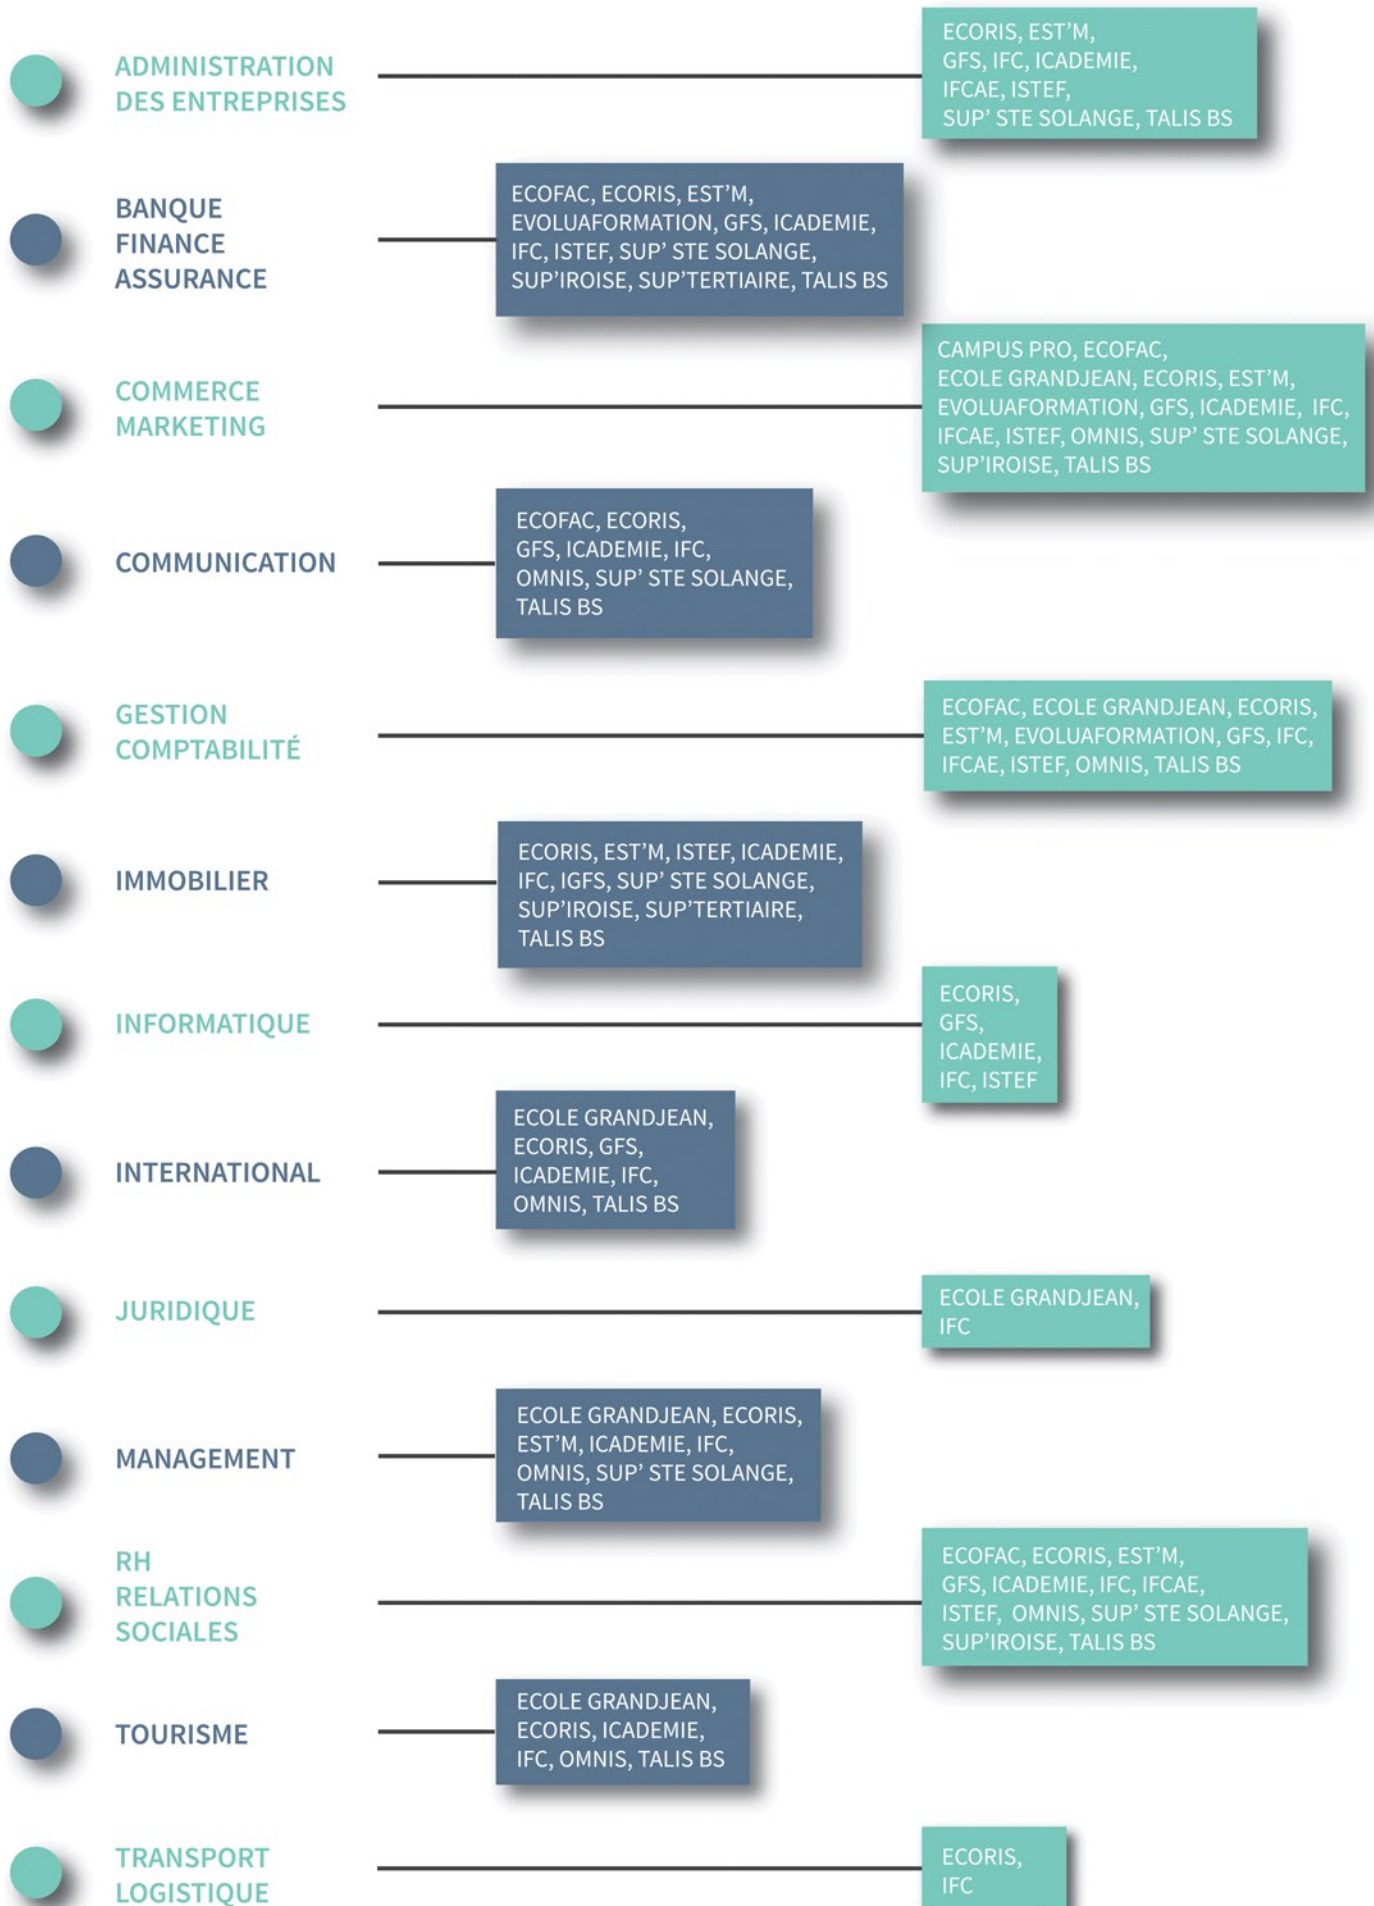 ADMINISTRATION
DES ENTREPRISES
ECORIS, EST’M,
GFS, IFC, ICADEMIE,
IFCAE, ISTEF,
SUP’ STE SOLANGE, TALIS BS
BANQUE
FINANCE
ASSURANCE
ECOFAC, ECORIS, EST’M,
EVOLUAFORMATION, GFS, ICADEMIE,
IFC, ISTEF, SUP’ STE SOLANGE,
SUP’IROISE, SUP’TERTIAIRE, TALIS BS
COMMERCE
MARKETING
CAMPUS PRO, ECOFAC,
ECOLE GRANDJEAN, ECORIS, EST’M,
EVOLUAFORMATION, GFS, ICADEMIE, IFC,
IFCAE, ISTEF, OMNIS, SUP’ STE SOLANGE,
SUP’IROISE, TALIS BS
COMMUNICATION
ECOFAC, ECORIS,
GFS, ICADEMIE, IFC,
OMNIS, SUP’ STE SOLANGE,
TALIS BS
GESTION
COMPTABILITÉ
ECOFAC, ECOLE GRANDJEAN, ECORIS,
EST’M, EVOLUAFORMATION, GFS, IFC,
IFCAE, ISTEF, OMNIS, TALIS BS
IMMOBILIER
ECORIS, EST’M, ISTEF, ICADEMIE,
IFC, IGFS, SUP’ STE SOLANGE,
SUP’IROISE, SUP’TERTIAIRE,
TALIS BS
INFORMATIQUE
ECORIS,
GFS,
ICADEMIE,
IFC, ISTEF
INTERNATIONAL
ECOLE GRANDJEAN,
ECORIS, GFS,
ICADEMIE, IFC,
OMNIS, TALIS BS
JURIDIQUE
ECOLE GRANDJEAN,
IFC
MANAGEMENT
ECOLE GRANDJEAN, ECORIS,
EST’M, ICADEMIE, IFC,
OMNIS, SUP’ STE SOLANGE,
TALIS BS
RH
RELATIONS
SOCIALES
ECOFAC, ECORIS, EST’M,
GFS, ICADEMIE, IFC, IFCAE,
ISTEF, OMNIS, SUP’ STE SOLANGE,
SUP’IROISE, TALIS BS
TOURISME
ECOLE GRANDJEAN,
ECORIS, ICADEMIE,
IFC, OMNIS, TALIS BS
TRANSPORT
LOGISTIQUE
ECORIS,
IFC